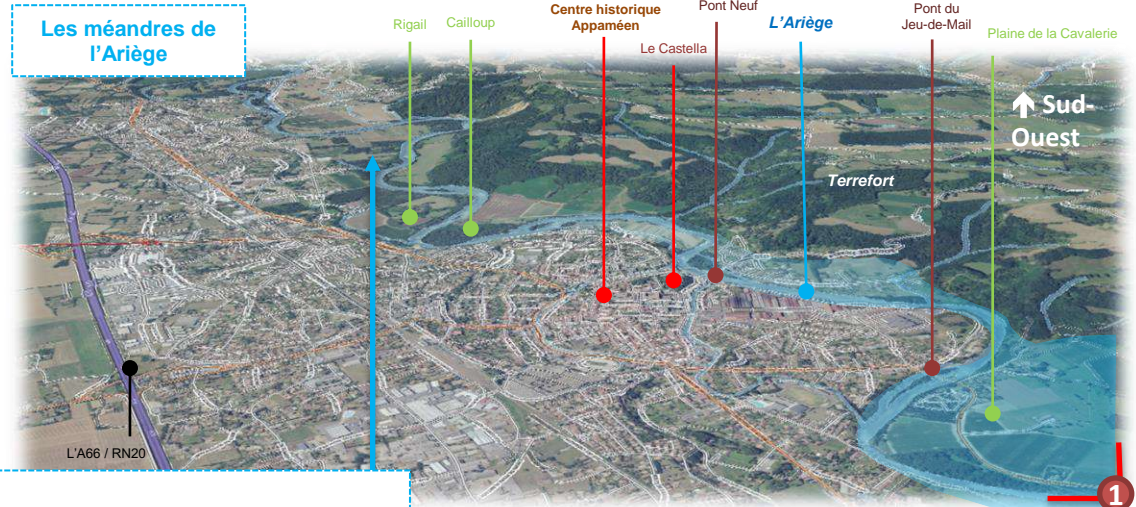 Les méandres de
l'Ariège
Rigail
Cailloup
Centre historique
Appaméen
Le Castella
Pont Neuf
L'Ariège
Pont du
Jeu-de-Mail
Plaine de la Cavalerie
↑ Sud-
Ouest
Terrefort
L'A66 / RN20
1